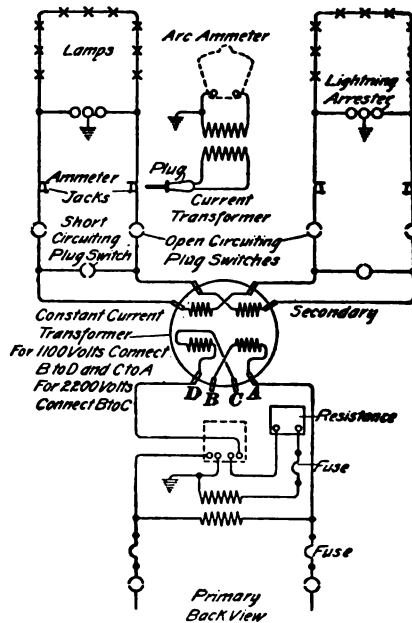 Arc Ammeter
Lamps
Lightning
Arrester
Plug
Ammeter
Jacks
Current
Transformer
Short
Circuiting
Plug Switch
Open Circuiting
Plug Switches
Constant Current
Transformer
For 1100 Volts Connect
B to D and C to A
For 2200 Volts
Connect B to C
Secondary
D B C A
Resistance
Fuse
Fuse
Primary
Back View